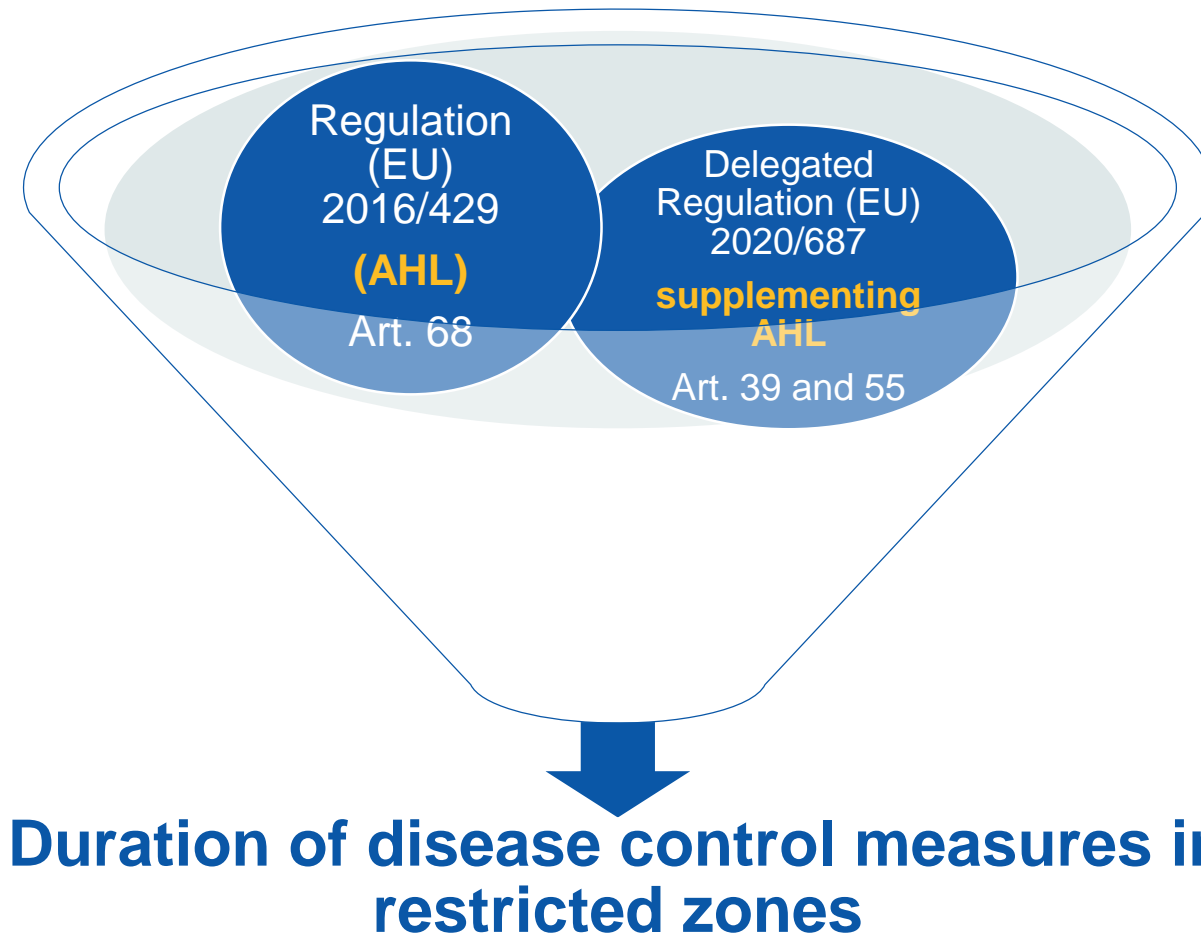 Regulation
(EU)
2016/429
(AHL)
Art. 68
Delegated
Regulation (EU)
2020/687
supplementing
AHL
Art. 39 and 55
Duration of disease control measures in
restricted zones